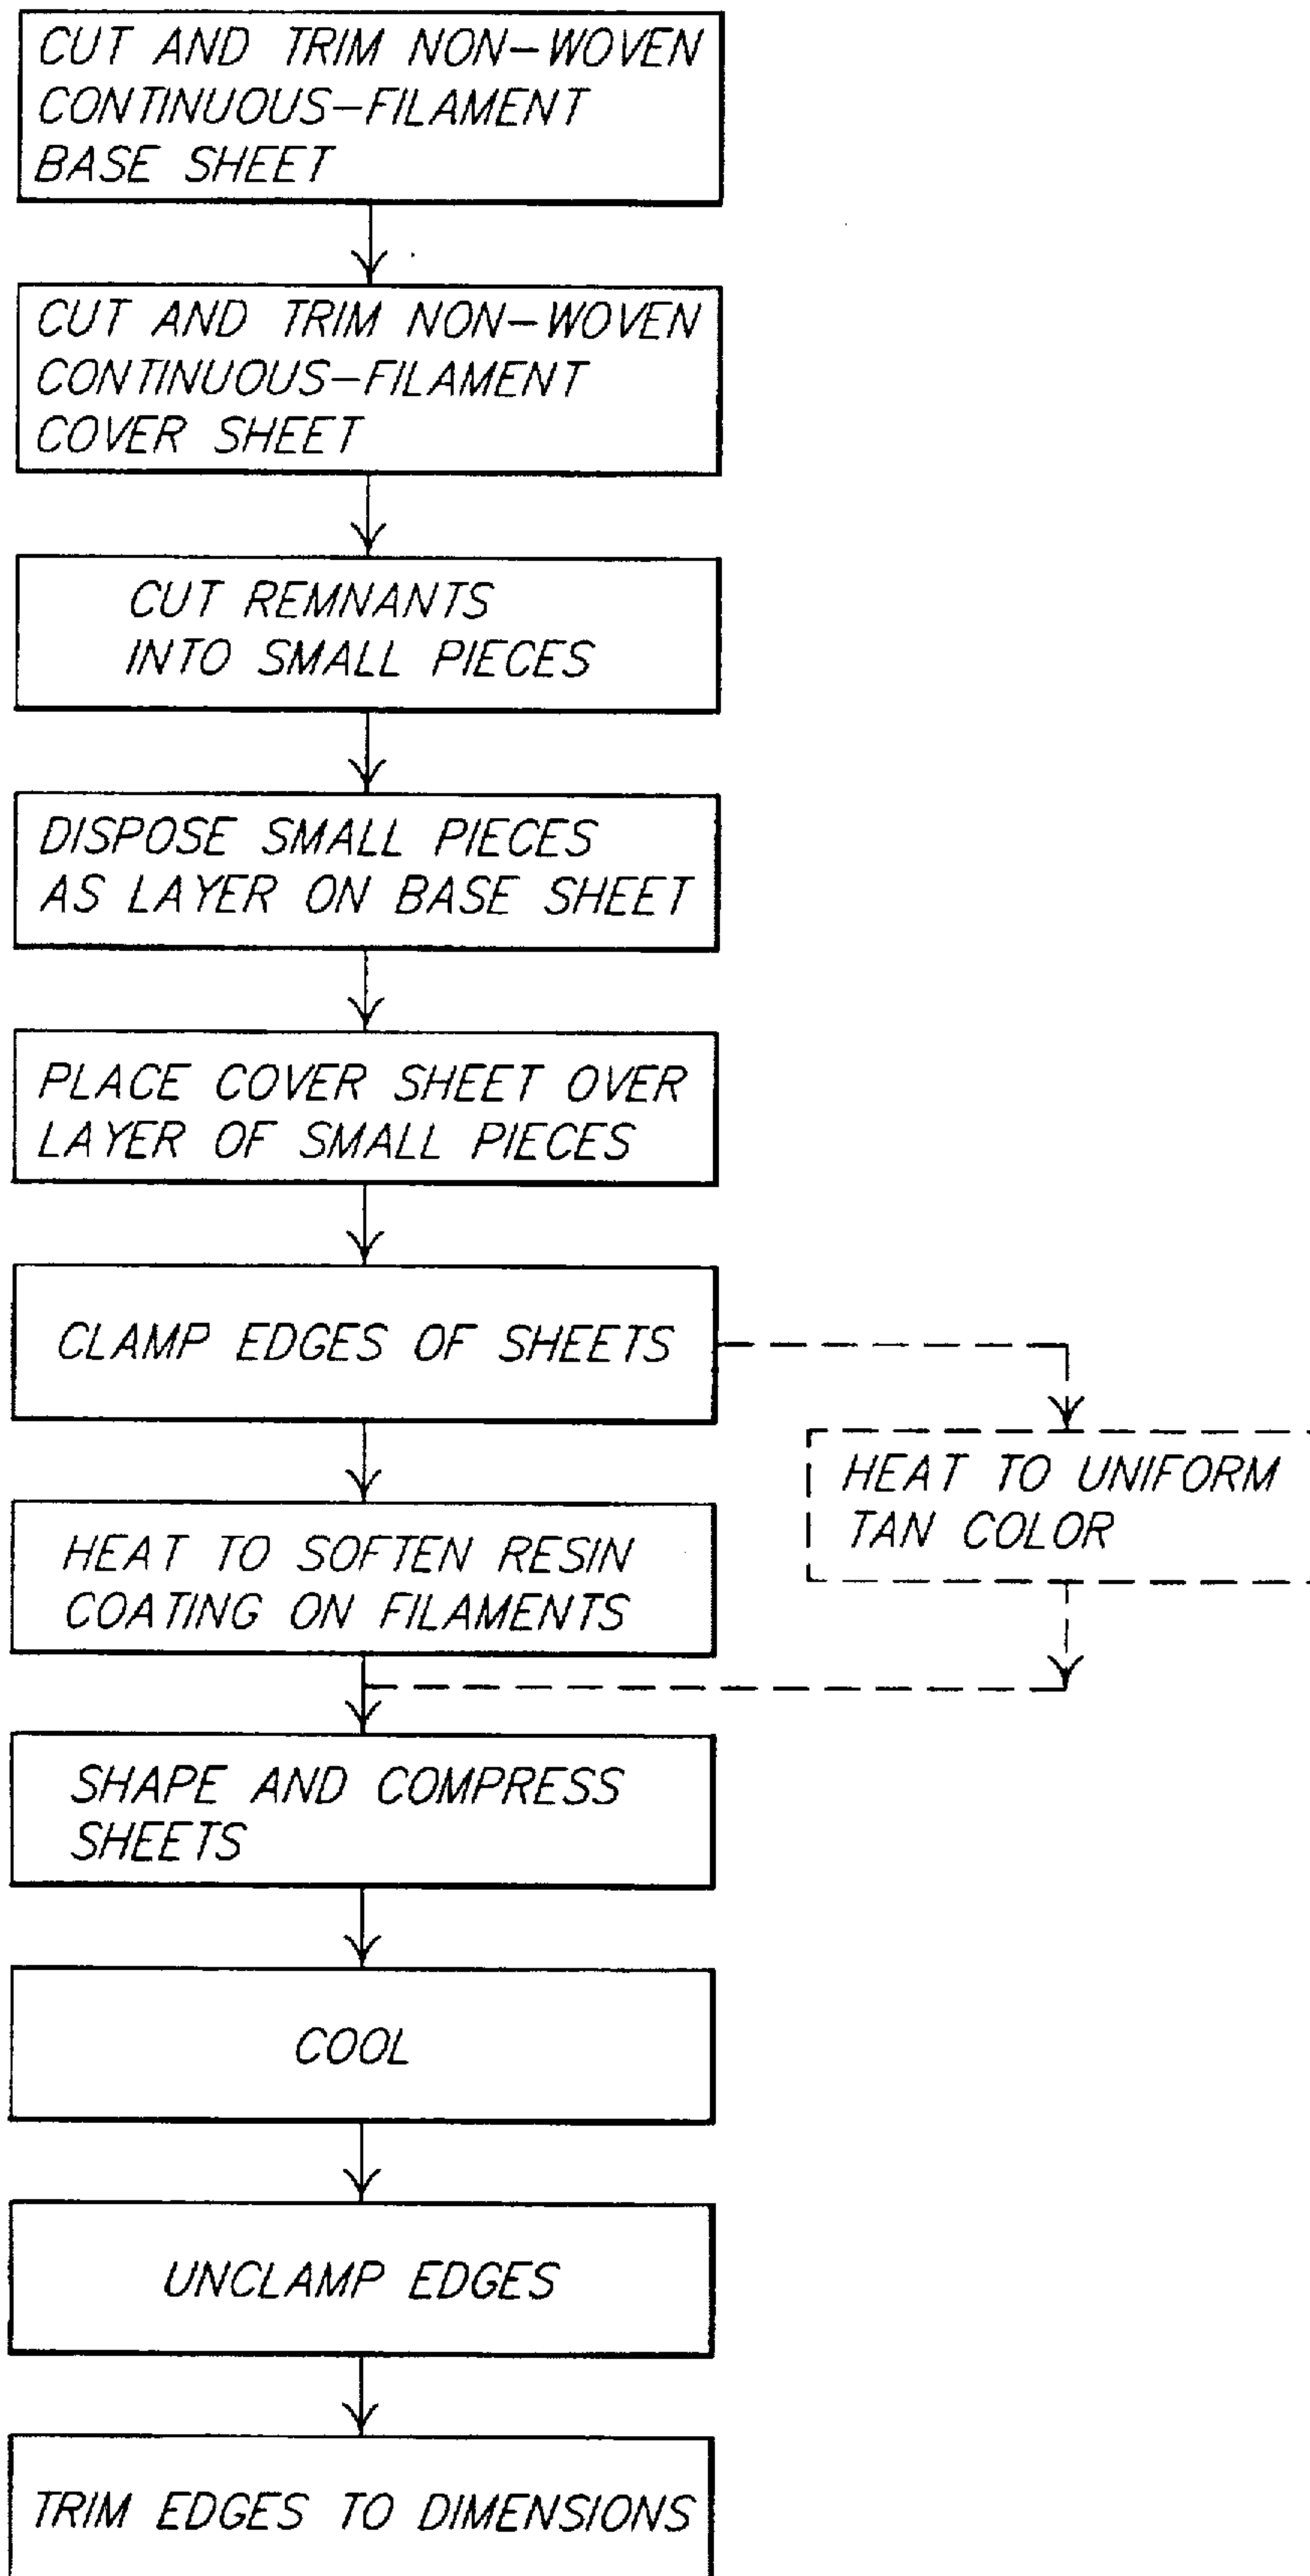 CUT AND TRIM NON-WOVEN
CONTINUOUS-FILAMENT
BASE SHEET
CUT AND TRIM NON-WOVEN
CONTINUOUS-FILAMENT
COVER SHEET
CUT REMNANTS
INTO SMALL PIECES
DISPOSE SMALL PIECES
AS LAYER ON BASE SHEET
PLACE COVER SHEET OVER
LAYER OF SMALL PIECES
CLAMP EDGES OF SHEETS
HEAT TO UNIFORM
TAN COLOR
HEAT TO SOFTEN RESIN
COATING ON FILAMENTS
SHAPE AND COMPRESS
SHEETS
COOL
UNCLAMP EDGES
TRIM EDGES TO DIMENSIONS